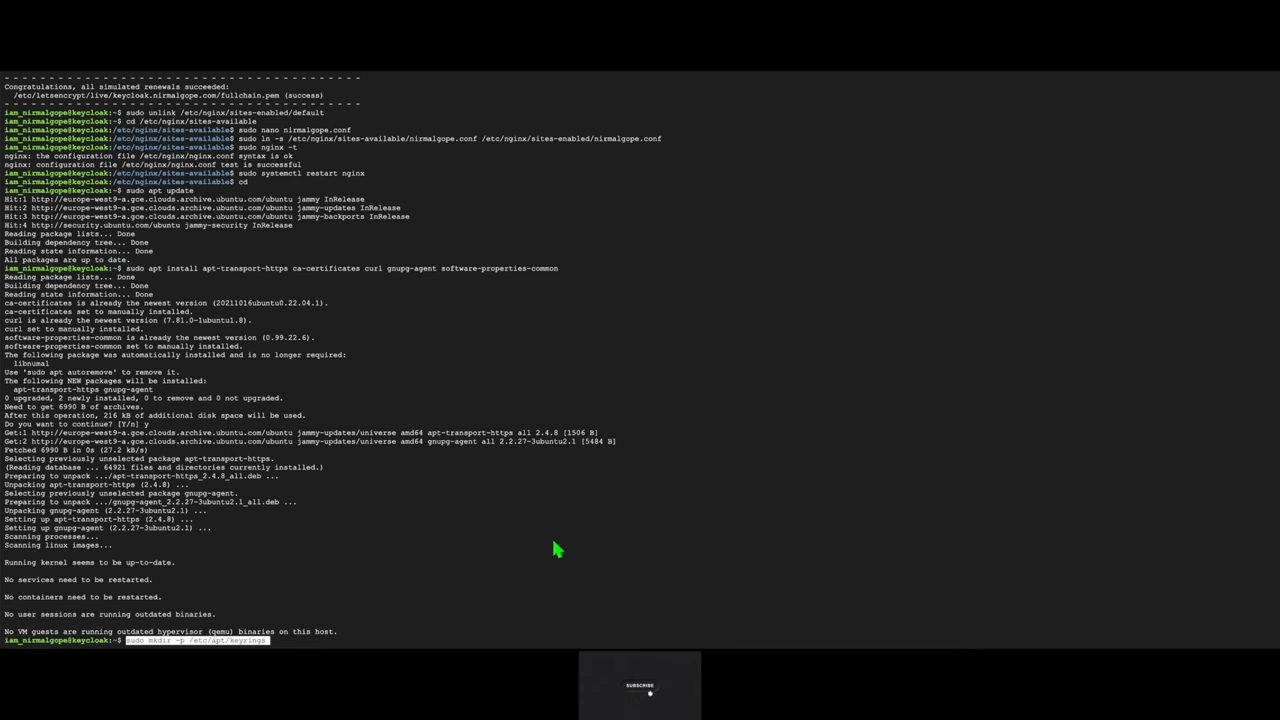 - - - - - - - - - - - - - - - - - - - - - - - - - - - - - - - - - - - - - - - -
Congratulations, all simulated renewals succeeded:
  /etc/letsencrypt/live/keycloak.nirmalgope.com/fullchain.pem (success)
- - - - - - - - - - - - - - - - - - - - - - - - - - - - - - - - - - - - - - - -
iam_nirmalgope@keycloak:~$ sudo unlink /etc/nginx/sites-enabled/default
iam_nirmalgope@keycloak:~$ cd /etc/nginx/sites-available
iam_nirmalgope@keycloak:/etc/nginx/sites-available$ sudo nano nirmalgope.conf
iam_nirmalgope@keycloak:/etc/nginx/sites-available$ sudo ln -s /etc/nginx/sites-available/nirmalgope.conf /etc/nginx/sites-enabled/nirmalgope.conf
iam_nirmalgope@keycloak:/etc/nginx/sites-available$ sudo nginx -t
nginx: the configuration file /etc/nginx/nginx.conf syntax is ok
nginx: configuration file /etc/nginx/nginx.conf test is successful
iam_nirmalgope@keycloak:/etc/nginx/sites-available$ sudo systemctl restart nginx
iam_nirmalgope@keycloak:/etc/nginx/sites-available$ cd
iam_nirmalgope@keycloak:~$ sudo apt update
Hit:1 http://europe-west9-a.gce.clouds.archive.ubuntu.com/ubuntu jammy InRelease
Hit:2 http://europe-west9-a.gce.clouds.archive.ubuntu.com/ubuntu jammy-updates InRelease
Hit:3 http://europe-west9-a.gce.clouds.archive.ubuntu.com/ubuntu jammy-backports InRelease
Hit:4 http://security.ubuntu.com/ubuntu jammy-security InRelease
Reading package lists... Done
Building dependency tree... Done
Reading state information... Done
All packages are up to date.
iam_nirmalgope@keycloak:~$ sudo apt install apt-transport-https ca-certificates curl gnupg-agent software-properties-common
Reading package lists... Done
Building dependency tree... Done
Reading state information... Done
ca-certificates is already the newest version (20211016ubuntu0.22.04.1).
ca-certificates set to manually installed.
curl is already the newest version (7.81.0-1ubuntu1.8).
curl set to manually installed.
software-properties-common is already the newest version (0.99.22.6).
software-properties-common set to manually installed.
The following package was automatically installed and is no longer required:
  libnuma1
Use 'sudo apt autoremove' to remove it.
The following NEW packages will be installed:
  apt-transport-https gnupg-agent
0 upgraded, 2 newly installed, 0 to remove and 0 not upgraded.
Need to get 6990 B of archives.
After this operation, 216 kB of additional disk space will be used.
Do you want to continue? [Y/n] y
Get:1 http://europe-west9-a.gce.clouds.archive.ubuntu.com/ubuntu jammy-updates/universe amd64 apt-transport-https all 2.4.8 [1506 B]
Get:2 http://europe-west9-a.gce.clouds.archive.ubuntu.com/ubuntu jammy-updates/universe amd64 gnupg-agent all 2.2.27-3ubuntu2.1 [5484 B]
Fetched 6990 B in 0s (27.2 kB/s)
Selecting previously unselected package apt-transport-https.
(Reading database ... 64921 files and directories currently installed.)
Preparing to unpack .../apt-transport-https_2.4.8_all.deb ...
Unpacking apt-transport-https (2.4.8) ...
Selecting previously unselected package gnupg-agent.
Preparing to unpack .../gnupg-agent_2.2.27-3ubuntu2.1_all.deb ...
Unpacking gnupg-agent (2.2.27-3ubuntu2.1) ...
Setting up apt-transport-https (2.4.8) ...
Setting up gnupg-agent (2.2.27-3ubuntu2.1) ...
Scanning processes...
Scanning linux images...
Running kernel seems to be up-to-date.
No services need to be restarted.
No containers need to be restarted.
No user sessions are running outdated binaries.
No VM guests are running outdated hypervisor (qemu) binaries on this host.
iam_nirmalgope@keycloak:~$ sudo mkdir -p /etc/apt/keyrings
SUBSCRIBE